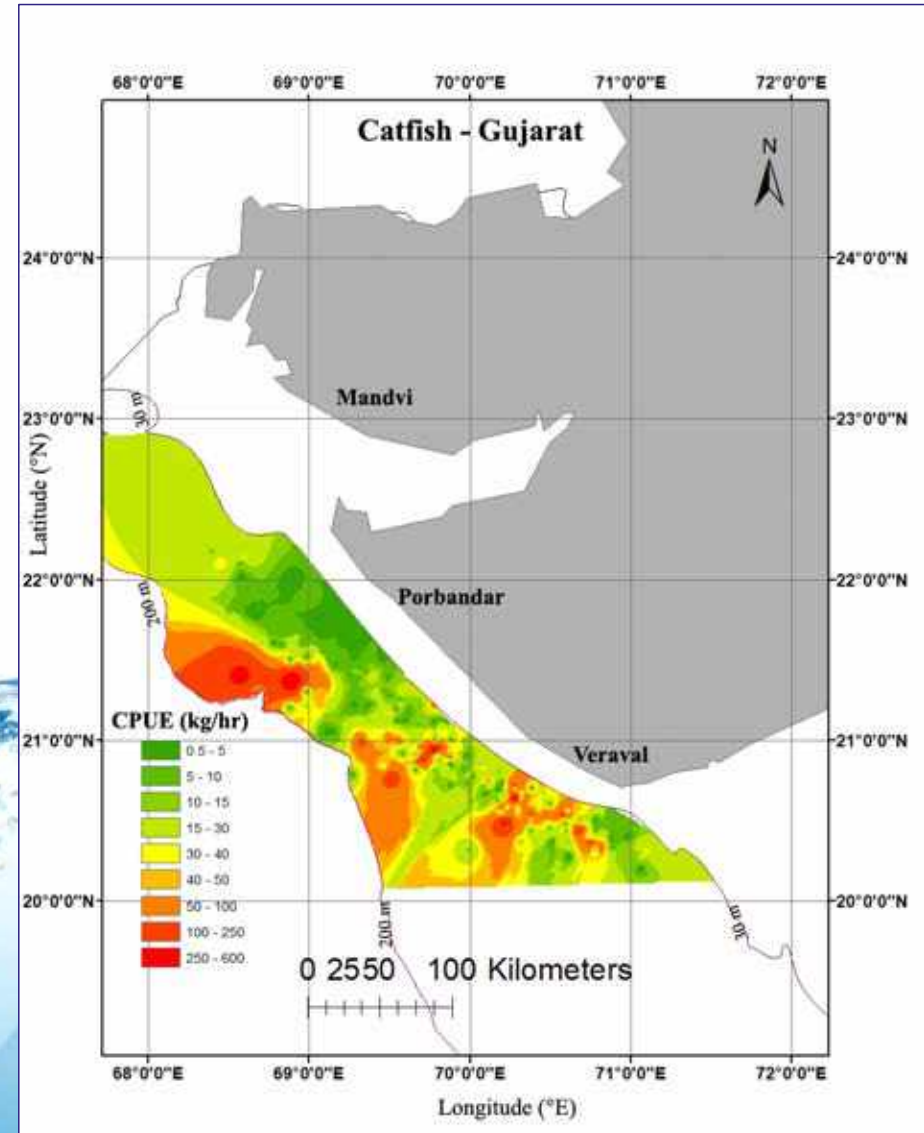 68°0'0"E 69°0'0"E 70°0'0"E 71°0'0"E 72°0'0"E
Catfish - Gujarat
N
24°0'0"N 24°0'0"N
Mandvi
30 m
23°0'0"N 23°0'0"N
Latitude (°N)
22°0'0"N 22°0'0"N
200 m
Porbandar
CPUE (kg/hr)
21°0'0"N 21°0'0"N
Veraval
0.5 - 5
5 - 10
10 - 15
15 - 30
30 - 40
40 - 50
50 - 100
100 - 250
250 - 600
20°0'0"N 20°0'0"N
200 m
30 m
0 2550 100 Kilometers
68°0'0"E 69°0'0"E 70°0'0"E 71°0'0"E 72°0'0"E
Longitude (°E)